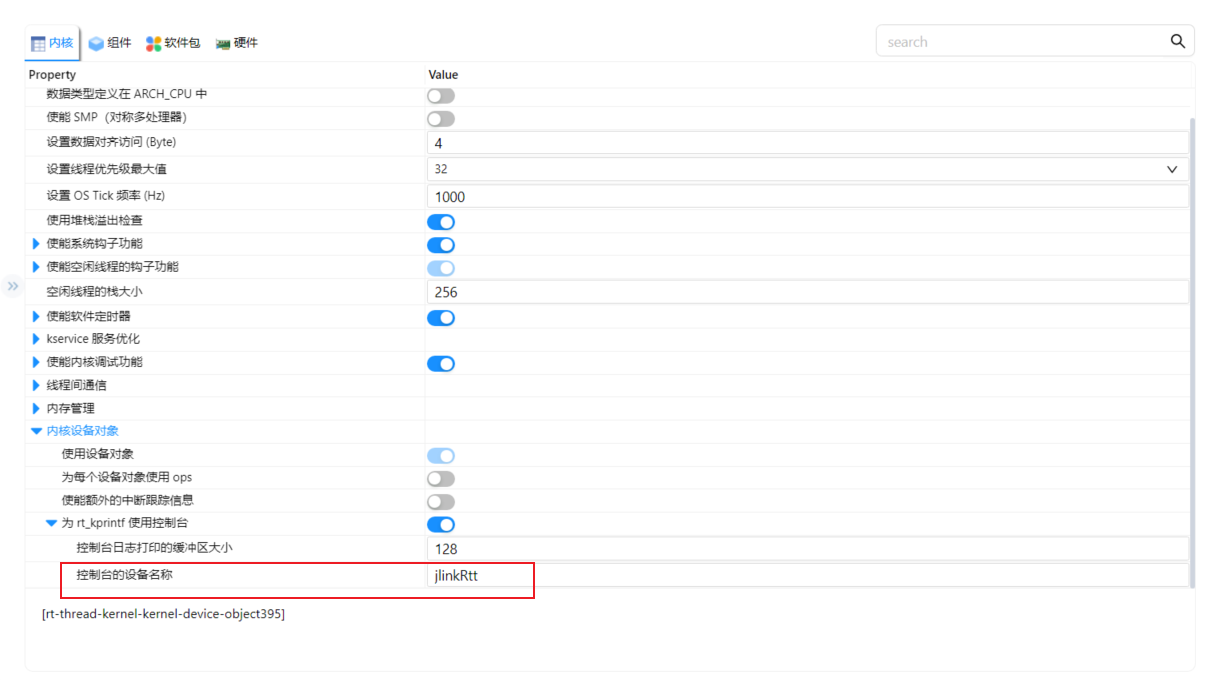 内核 组件 软件包 硬件 search
Property Value
数据类型定义在 ARCH_CPU 中
使能 SMP（对称多处理器）
设置数据对齐访问 (Byte) 4
设置线程优先级最大值 32
设置 OS Tick 频率 (Hz) 1000
使用堆栈溢出检查
使能系统钩子功能
使能空闲线程的钩子功能
空闲线程的栈大小 256
使能软件定时器
kservice 服务优化
使能内核调试功能
线程间通信
内存管理
内核设备对象
使用设备对象
为每个设备对象使用 ops
使能额外的中断跟踪信息
为 rt_kprintf 使用控制台
控制台日志打印的缓冲区大小 128
控制台的设备名称 jlinkRtt
[rt-thread-kernel-kernel-device-object395]